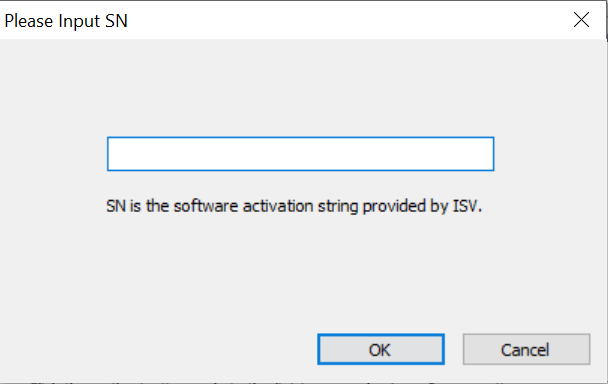 Please Input SN
SN is the software activation string provided by ISV.
OK
Cancel